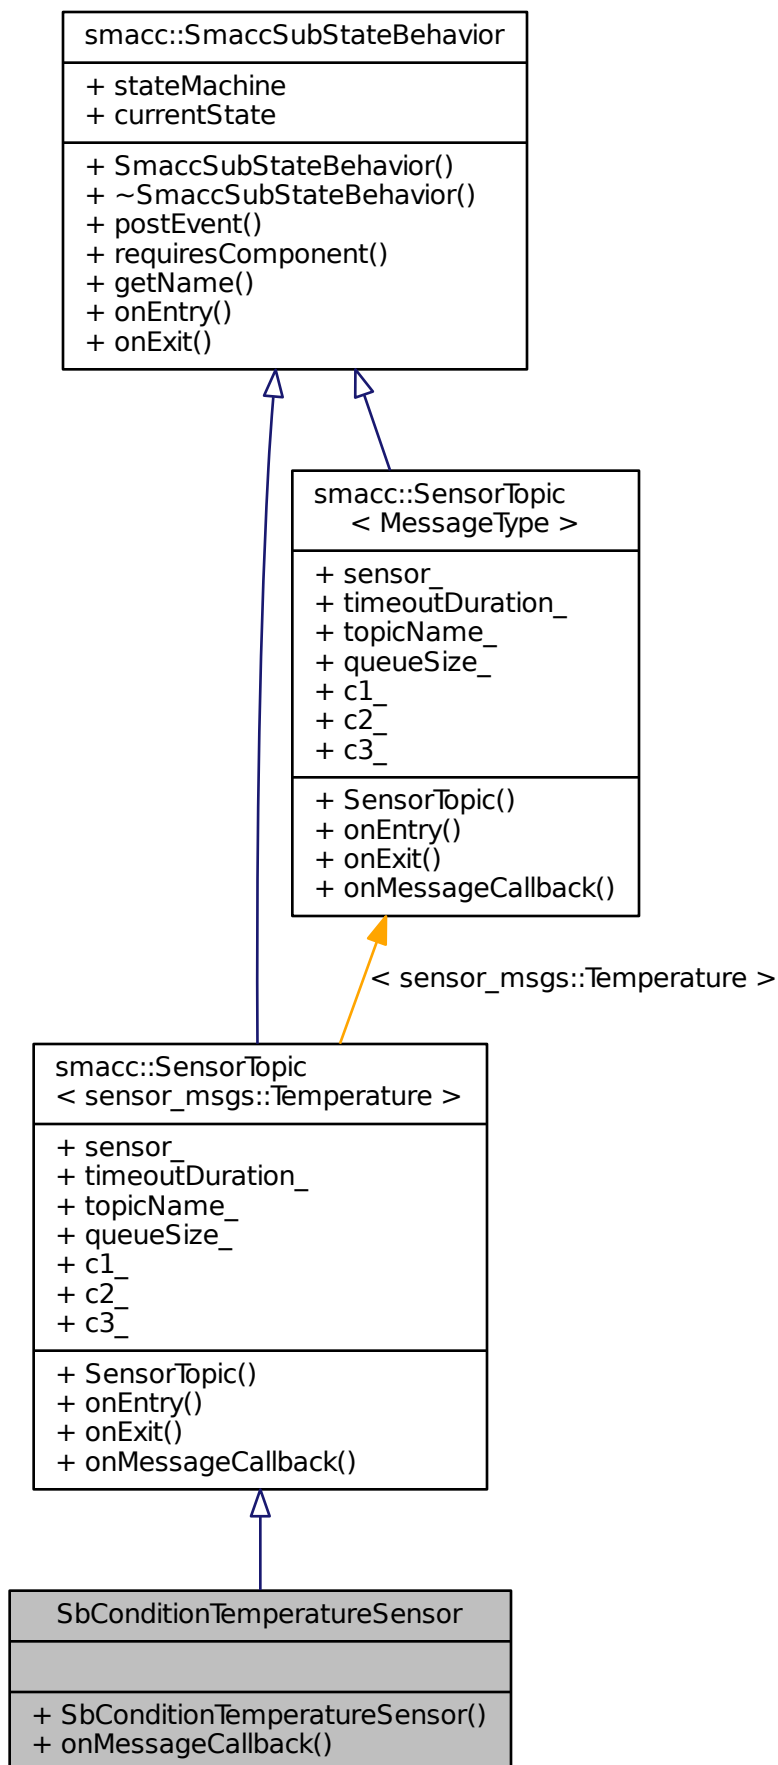 smacc::SmaccSubStateBehavior
+ stateMachine
+ currentState
+ SmaccSubStateBehavior()
+ ~SmaccSubStateBehavior()
+ postEvent()
+ requiresComponent()
+ getName()
+ onEntry()
+ onExit()
smacc::SensorTopic
< MessageType >
+ sensor_
+ timeoutDuration_
+ topicName_
+ queueSize_
+ c1_
+ c2_
+ c3_
+ SensorTopic()
+ onEntry()
+ onExit()
+ onMessageCallback()
< sensor_msgs::Temperature >
smacc::SensorTopic
< sensor_msgs::Temperature >
+ sensor_
+ timeoutDuration_
+ topicName_
+ queueSize_
+ c1_
+ c2_
+ c3_
+ SensorTopic()
+ onEntry()
+ onExit()
+ onMessageCallback()
SbConditionTemperatureSensor
+ SbConditionTemperatureSensor()
+ onMessageCallback()